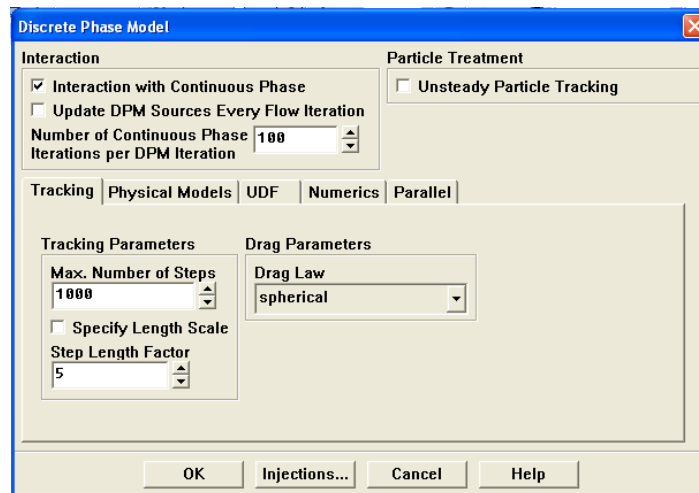 Discrete Phase Model
Interaction
Interaction with Continuous Phase
Update DPM Sources Every Flow Iteration
Number of Continuous Phase
Iterations per DPM Iteration
100
Particle Treatment
Unsteady Particle Tracking
Tracking Physical Models UDF Numerics Parallel
Tracking Parameters
Max. Number of Steps
1000
Specify Length Scale
Step Length Factor
5
Drag Parameters
Drag Law
spherical
OK Injections... Cancel Help